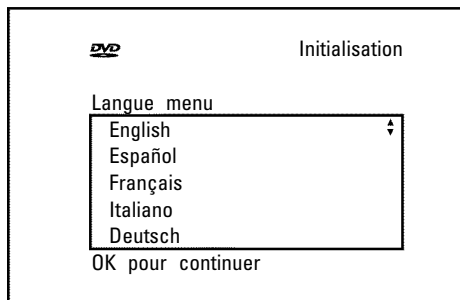 DVD Initialisation
Langue menu
English
Español
Français
Italiano
Deutsch
OK pour continuer